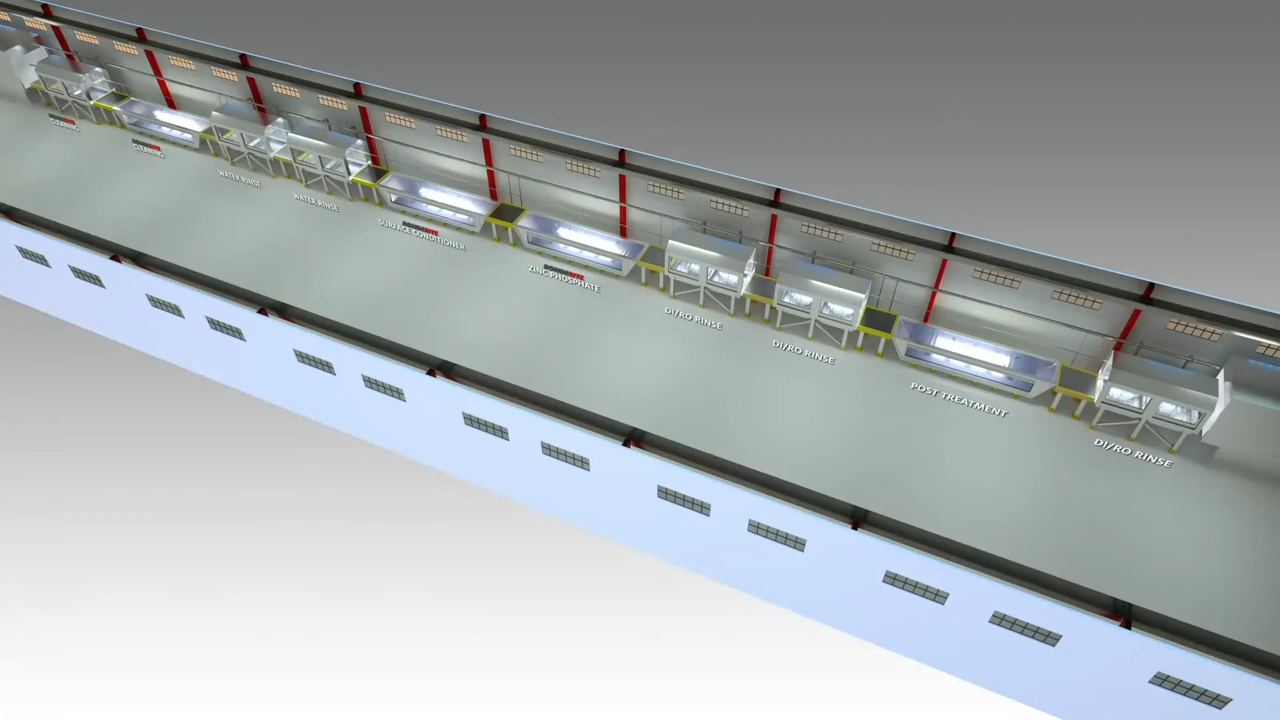 CLEANING
CLEANING
WATER RINSE
WATER RINSE
SURFACE CONDITIONER
ZINC PHOSPHATE
DI/RO RINSE
DI/RO RINSE
POST TREATMENT
DI/RO RINSE